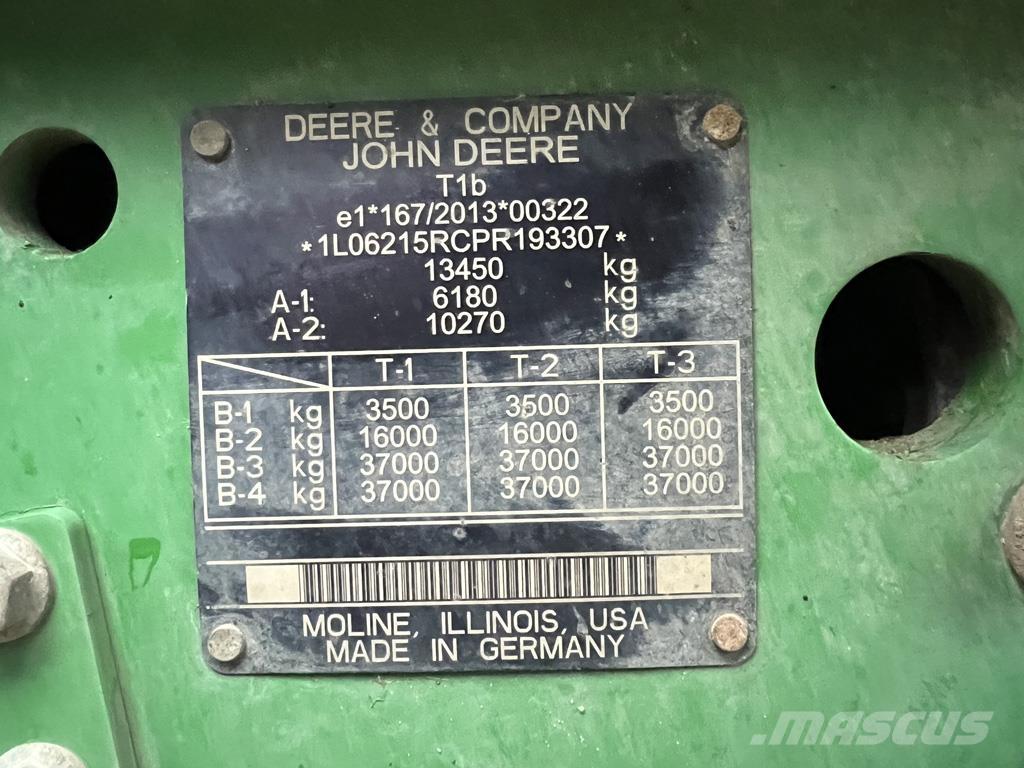 DEERE & COMPANY
JOHN DEERE
T1b
e1*167/2013*00322
*1L06215RCPR193307*
13450 kg
A-1: 6180 kg
A-2: 10270 kg
T-1 T-2 T-3
B-1 kg 3500 3500 3500
B-2 kg 16000 16000 16000
B-3 kg 37000 37000 37000
B-4 kg 37000 37000 37000
MOLINE, ILLINOIS, USA
MADE IN GERMANY
MASCUS